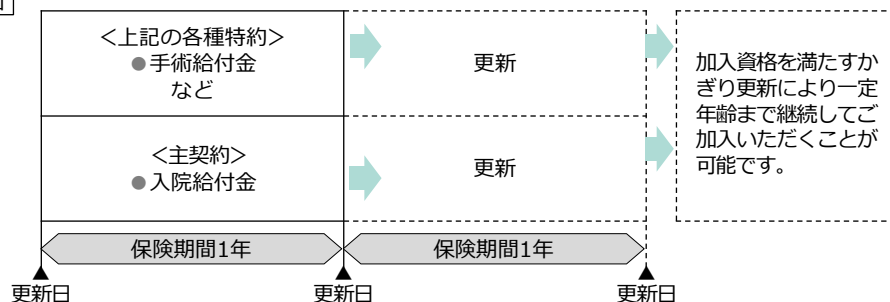 <上記の各種特約>
●手術給付金
など
更新
<主契約>
●入院給付金
更新
加入資格を満たすか
ぎり更新により一定
年齢まで継続してご
加入いただくことが
可能です。
保険期間1年
保険期間1年
更新日
更新日
更新日